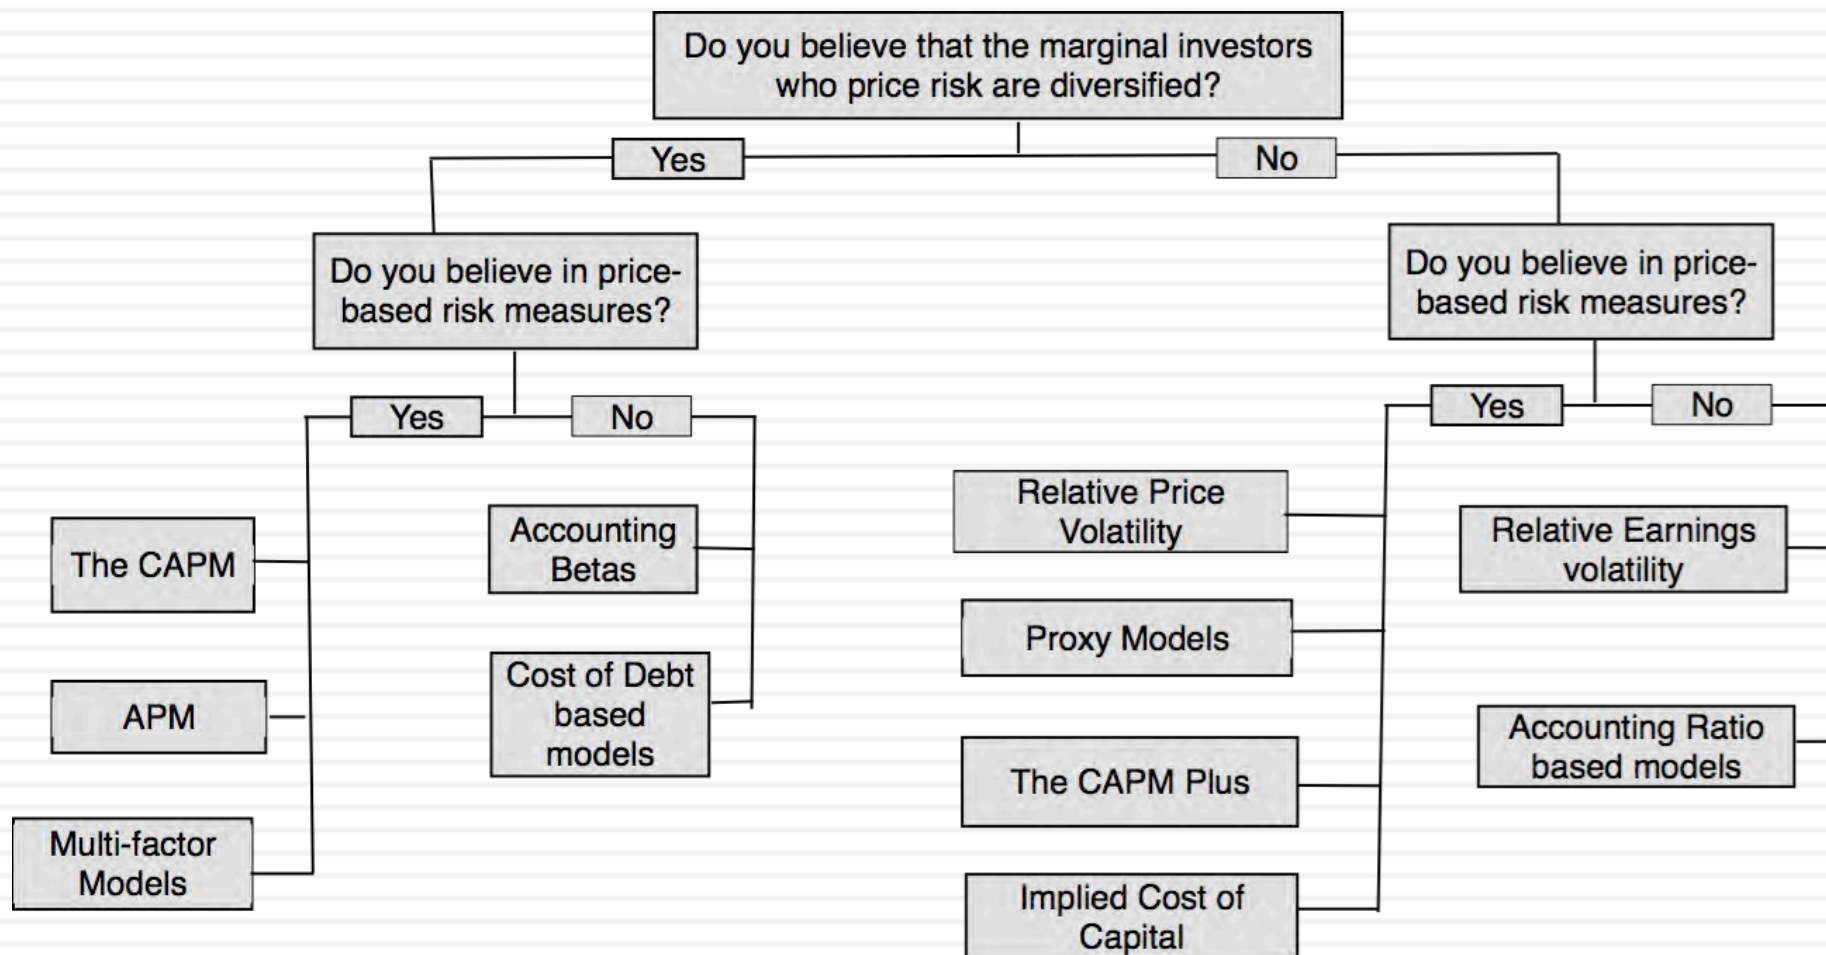 Do you believe that the marginal investors
who price risk are diversified?
Yes
No
Do you believe in price-
based risk measures?
Do you believe in price-
based risk measures?
Yes
No
Yes
No
The CAPM
APM
Multi-factor
Models
Accounting
Betas
Cost of Debt
based
models
Relative Price
Volatility
Proxy Models
The CAPM Plus
Implied Cost of
Capital
Relative Earnings
volatility
Accounting Ratio
based models